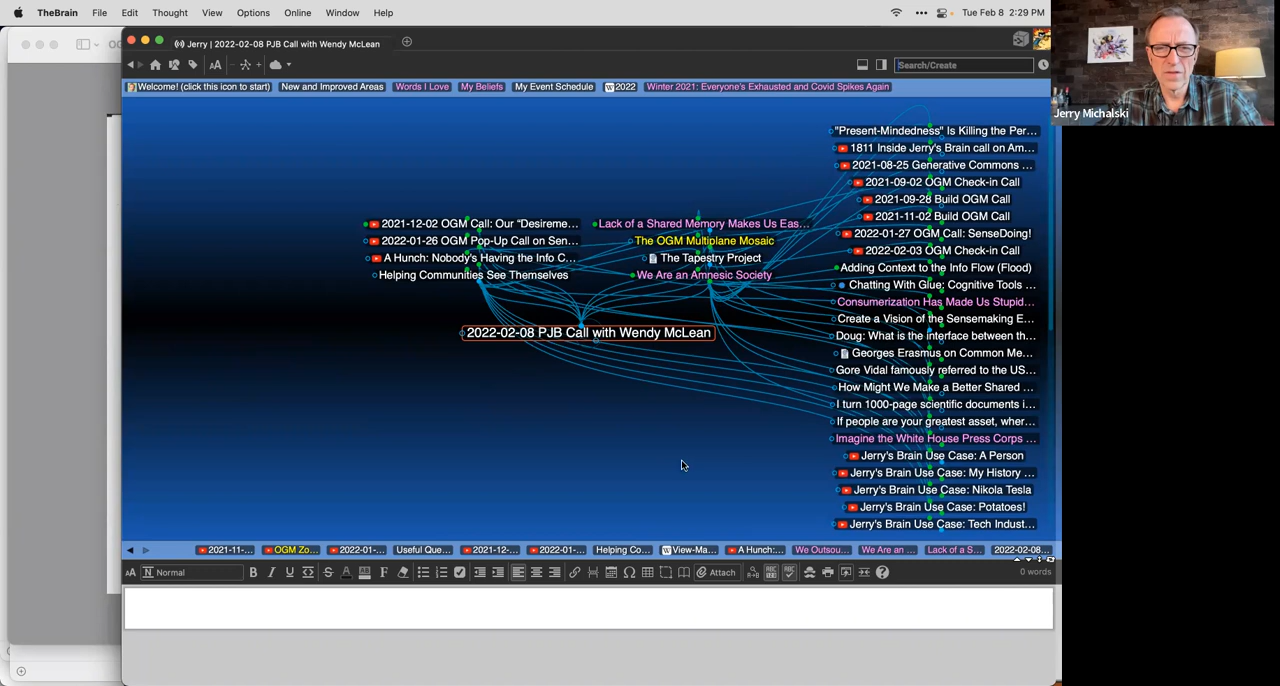 TheBrain File Edit Thought View Options Online Window Help Tue Feb 8 2:29 PM
Jerry | 2022-02-08 PJB Call with Wendy McLean
AA Search/Create
Welcome! (click this icon to start) New and Improved Areas Words I Love My Beliefs My Event Schedule 2022 Winter 2021: Everyone's Exhausted and Covid Spikes Again
Jerry Michalski
2021-12-02 OGM Call: Our "Desireme...
2022-01-26 OGM Pop-Up Call on Sen...
A Hunch: Nobody's Having the Info C...
Helping Communities See Themselves
Lack of a Shared Memory Makes Us Eas...
The OGM Multiplane Mosaic
The Tapestry Project
We Are an Amnesic Society
2022-02-08 PJB Call with Wendy McLean
"Present-Mindedness" Is Killing the Per...
1811 Inside Jerry's Brain call on Am...
2021-08-25 Generative Commons ...
2021-09-02 OGM Check-in Call
2021-09-28 Build OGM Call
2021-11-02 Build OGM Call
2022-01-27 OGM Call: SenseDoing!
2022-02-03 OGM Check-in Call
Adding Context to the Info Flow (Flood)
Chatting With Glue: Cognitive Tools ...
Consumerization Has Made Us Stupid...
Create a Vision of the Sensemaking E...
Doug: What is the interface between th...
Georges Erasmus on Common Me...
Gore Vidal famously referred to the US...
How Might We Make a Better Shared ...
I turn 1000-page scientific documents i...
If people are your greatest asset, wher...
Imagine the White House Press Corps ...
Jerry's Brain Use Case: A Person
Jerry's Brain Use Case: My History ...
Jerry's Brain Use Case: Nikola Tesla
Jerry's Brain Use Case: Potatoes!
Jerry's Brain Use Case: Tech Indust...
2021-11-... OGM Zo... 2022-01-... Useful Que... 2021-12-... 2022-01-... Helping Co... View-Ma... A Hunch:... We Outsou... We Are an ... Lack of a S... 2022-02-08...
AA N Normal B I U S A F Attach 0 words